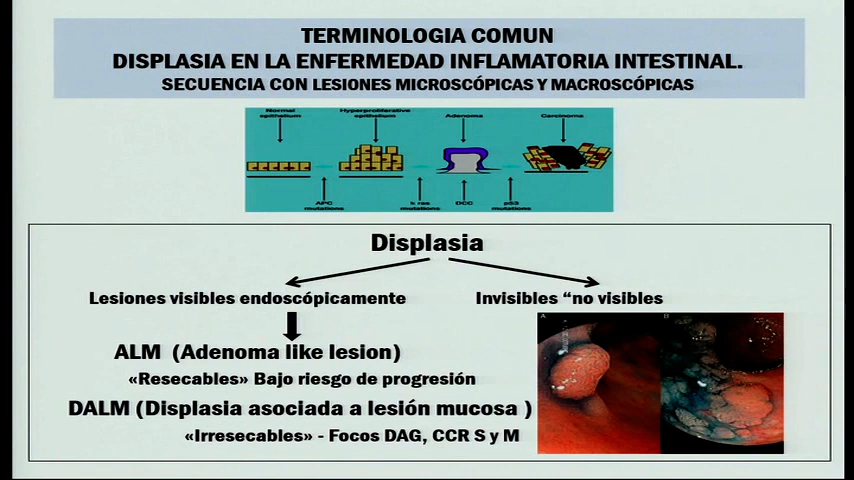 TERMINOLOGIA COMUN
DISPLASIA EN LA ENFERMEDAD INFLAMATORIA INTESTINAL.
SECUENCIA CON LESIONES MICROSCÓPICAS Y MACROSCÓPICAS
Normal epithelium
Hyperproliferative epithelium
Adenoma
Carcinoma
APC mutations
k ras mutations
DCC
p53 mutations
Displasia
Lesiones visibles endoscópicamente
Invisibles “no visibles
ALM (Adenoma like lesion)
«Resecables» Bajo riesgo de progresión
DALM (Displasia asociada a lesión mucosa )
«Irresecables» - Focos DAG, CCR S y M
A
B